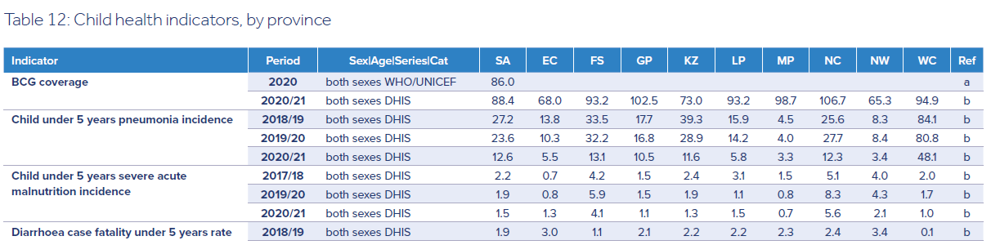 Table 12: Child health indicators, by province
Indicator Period Sex|Age|Series|Cat SA EC FS GP KZ LP MP NC NW WC Ref
BCG coverage 2020 both sexes WHO/UNICEF 86.0 a
2020/21 both sexes DHIS 88.4 68.0 93.2 102.5 73.0 93.2 98.7 106.7 65.3 94.9 b
Child under 5 years pneumonia incidence 2018/19 both sexes DHIS 27.2 13.8 33.5 17.7 39.3 15.9 4.5 25.6 8.3 84.1 b
2019/20 both sexes DHIS 23.6 10.3 32.2 16.8 28.9 14.2 4.0 27.7 8.4 80.8 b
2020/21 both sexes DHIS 12.6 5.5 13.1 10.5 11.6 5.8 3.3 12.3 3.4 48.1 b
Child under 5 years severe acute 2017/18 both sexes DHIS 2.2 0.7 4.2 1.5 2.4 3.1 1.5 5.1 4.0 2.0 b
malnutrition incidence 2019/20 both sexes DHIS 1.9 0.8 5.9 1.5 1.9 1.1 0.8 8.3 4.3 1.7 b
2020/21 both sexes DHIS 1.5 1.3 4.1 1.1 1.3 1.5 0.7 5.6 2.1 1.0 b
Diarrhoea case fatality under 5 years rate 2018/19 both sexes DHIS 1.9 3.0 1.1 2.1 2.2 2.2 2.3 2.4 3.4 0.1 b